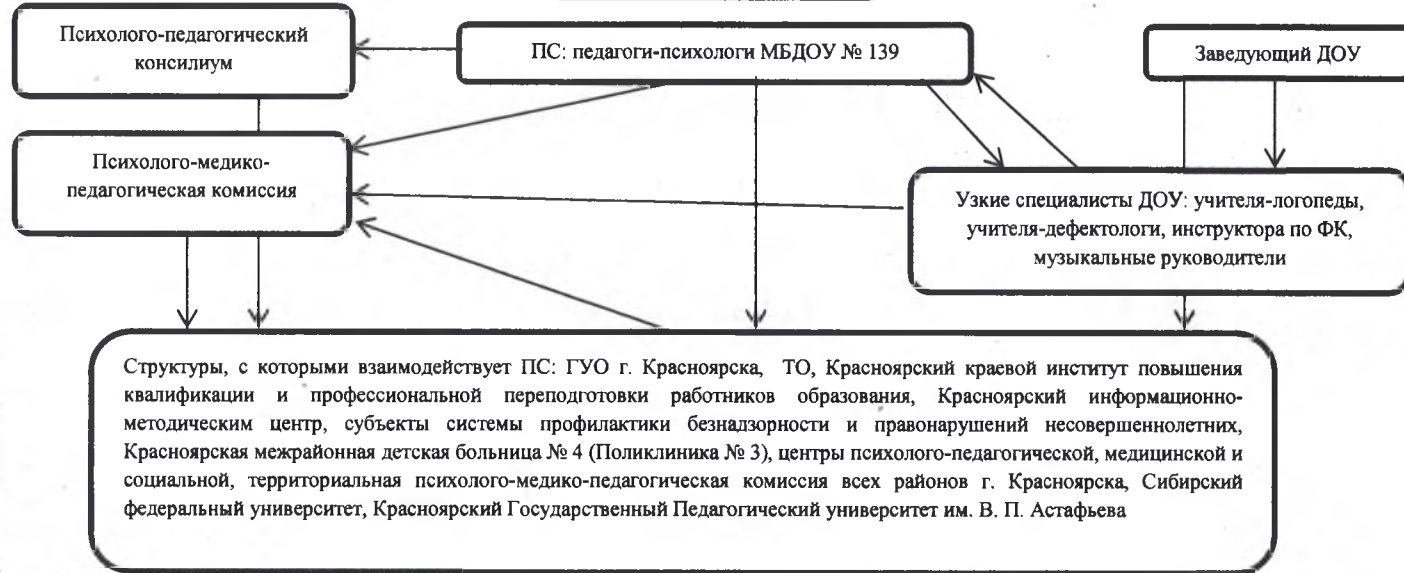 Психолого-педагогический
консилиум
ПС: педагоги-психологи МБДОУ № 139
Заведующий ДОУ
Психолого-медико-
педагогическая комиссия
Узкие специалисты ДОУ: учителя-логопеды,
учителя-дефектологи, инструктора по ФК,
музыкальные руководители
Структуры, с которыми взаимодействует ПС: ГУО г. Красноярска, ТО, Красноярский краевой институт повышения
квалификации и профессиональной переподготовки работников образования, Красноярский информационно-
методическим центр, субъекты системы профилактики безнадзорности и правонарушений несовершеннолетних,
Красноярская межрайонная детская больница № 4 (Поликлиника № 3), центры психолого-педагогической, медицинской и
социальной, территориальная психолого-медико-педагогическая комиссия всех районов г. Красноярска, Сибирский
федеральный университет, Красноярский Государственный Педагогический университет им. В. П. Астафьева